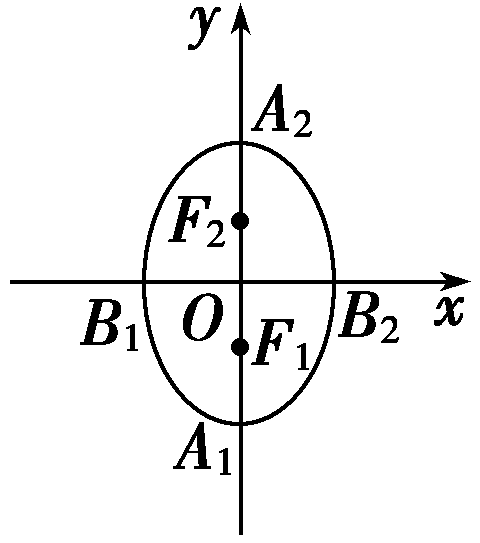 y
A₂
F₂
B₁ O B₂ x
F₁
A₁